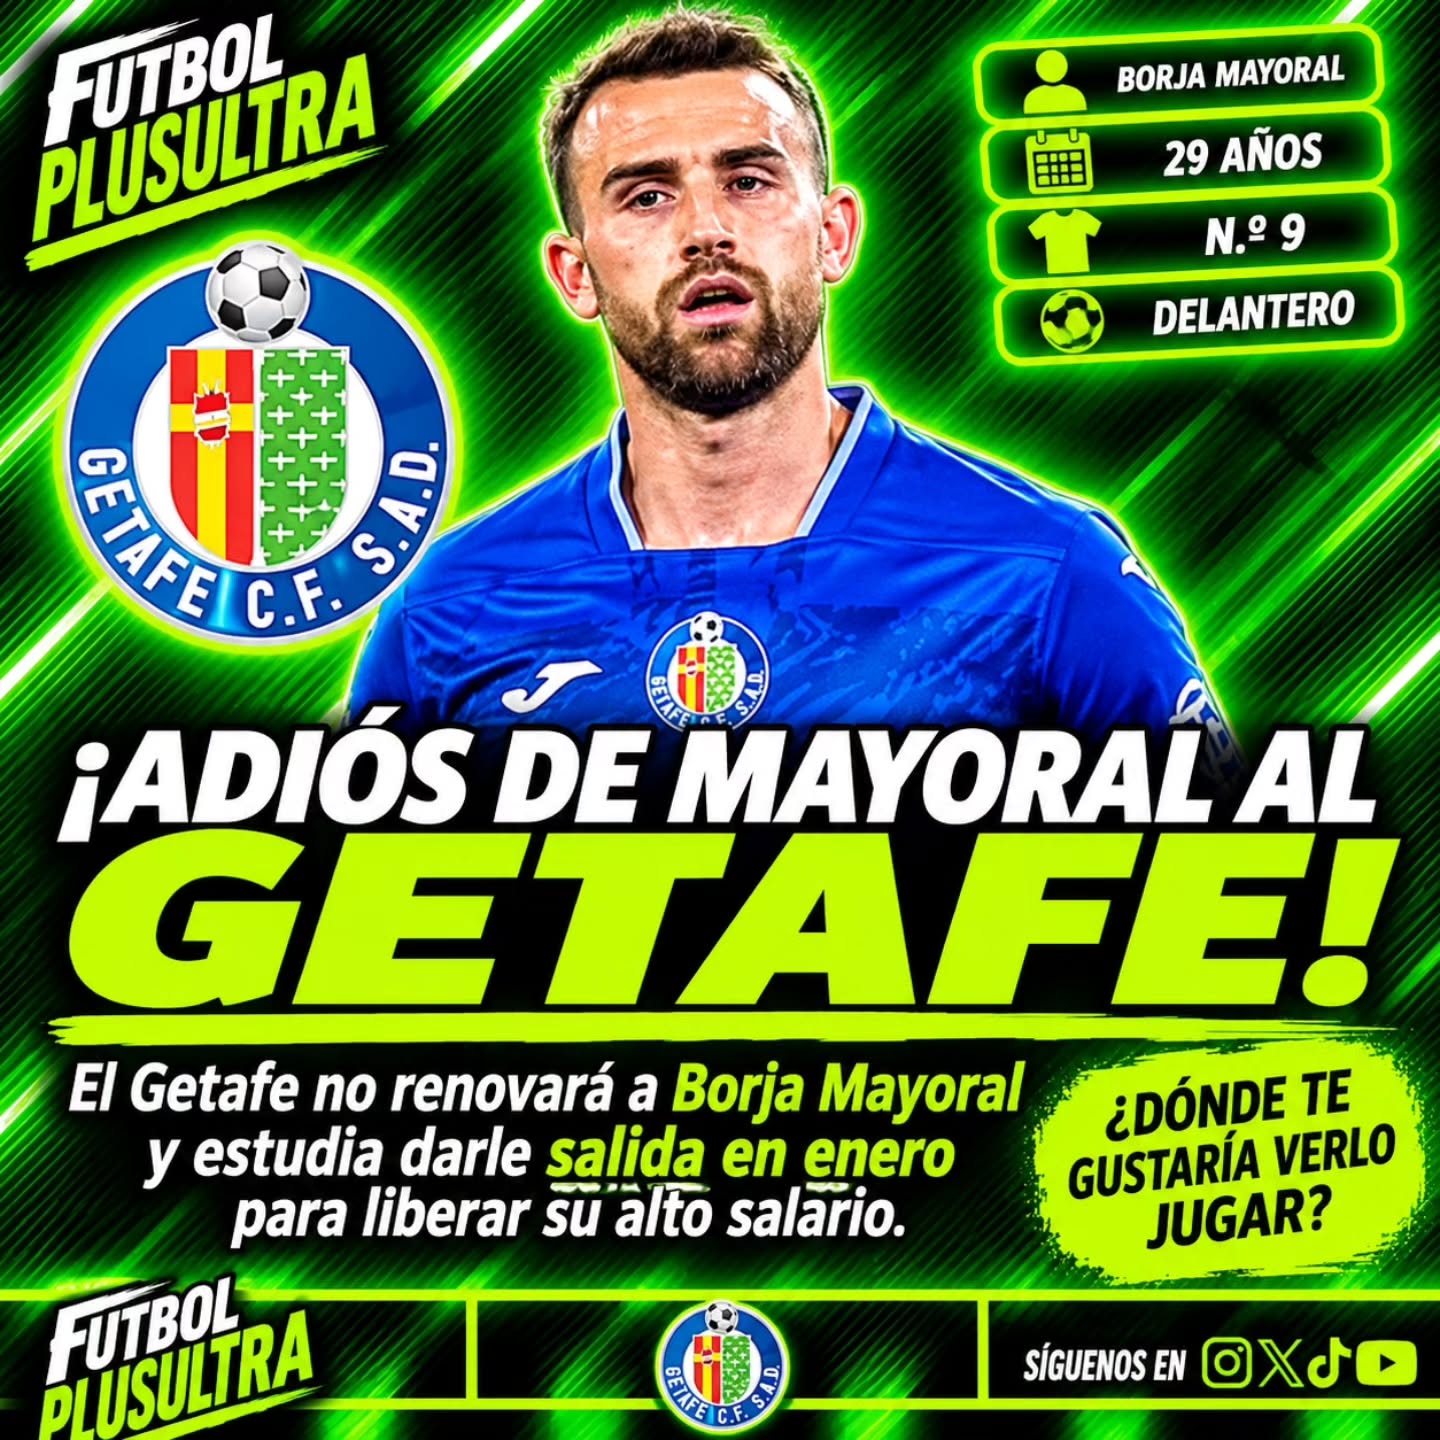 FUTBOL
PLUSULTRA
BORJA MAYORAL
29 AÑOS
N.º 9
DELANTERO
GETAFE C.F. S.A.D.
GETAFE C.F. S.A.D.
¡ADIÓS DE MAYORAL AL
GETAFE!
El Getafe no renovará a Borja Mayoral
y estudia darle salida en enero
para liberar su alto salario.
¿DÓNDE TE
GUSTARÍA VERLO
JUGAR?
FUTBOL
PLUSULTRA
GETAFE C.F. S.A.D.
SÍGUENOS EN